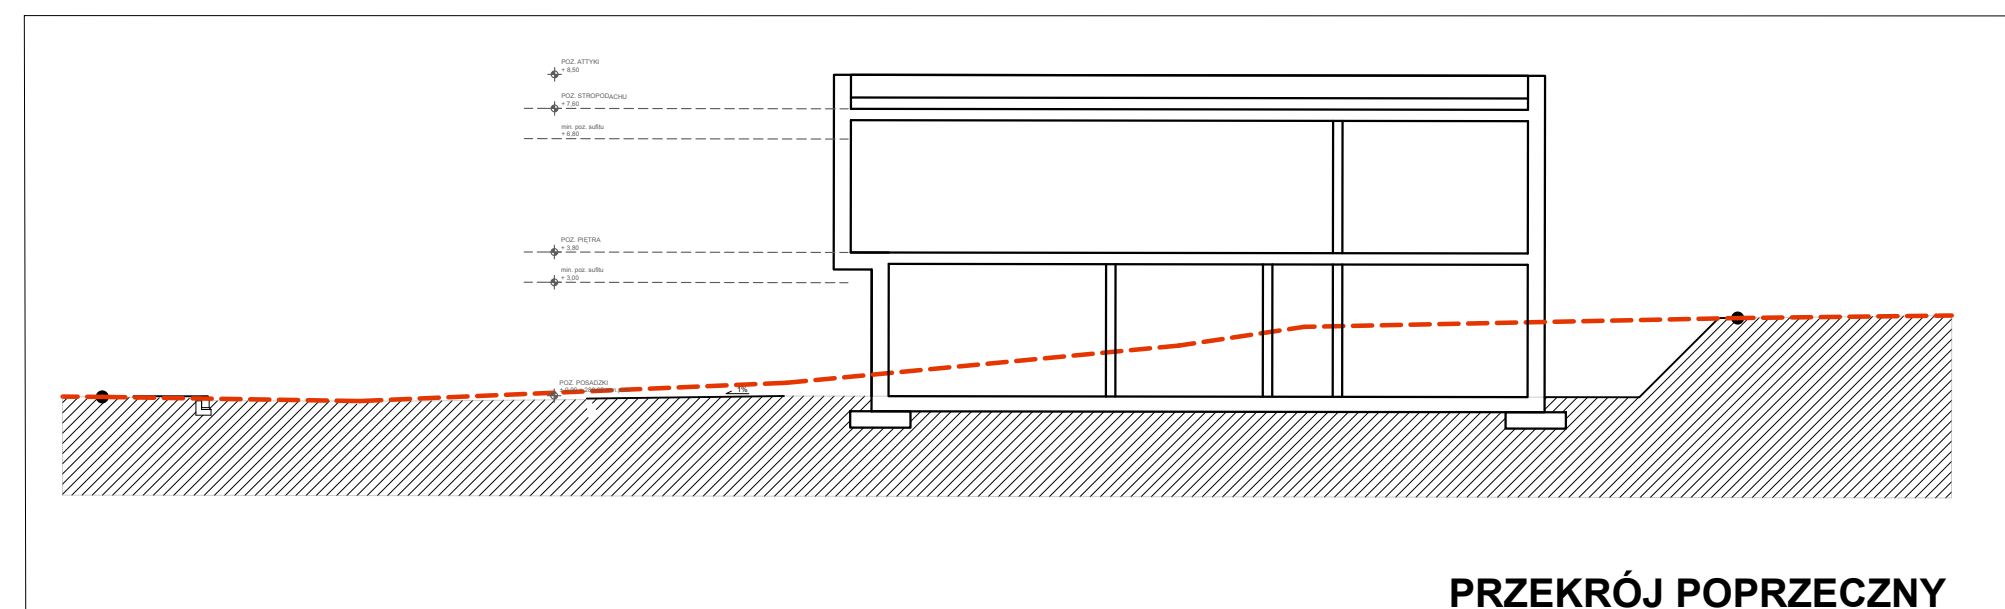 POZ. ATTYKI
+ 8,50
POZ. STROPODACHU
+ 7,60
min. poz. sufitu
+ 6,80
POZ. PIĘTRA
+ 3,80
min. poz. sufitu
+ 3,00
POZ. POSADZKI
1%
PRZEKRÓJ POPRZECZNY